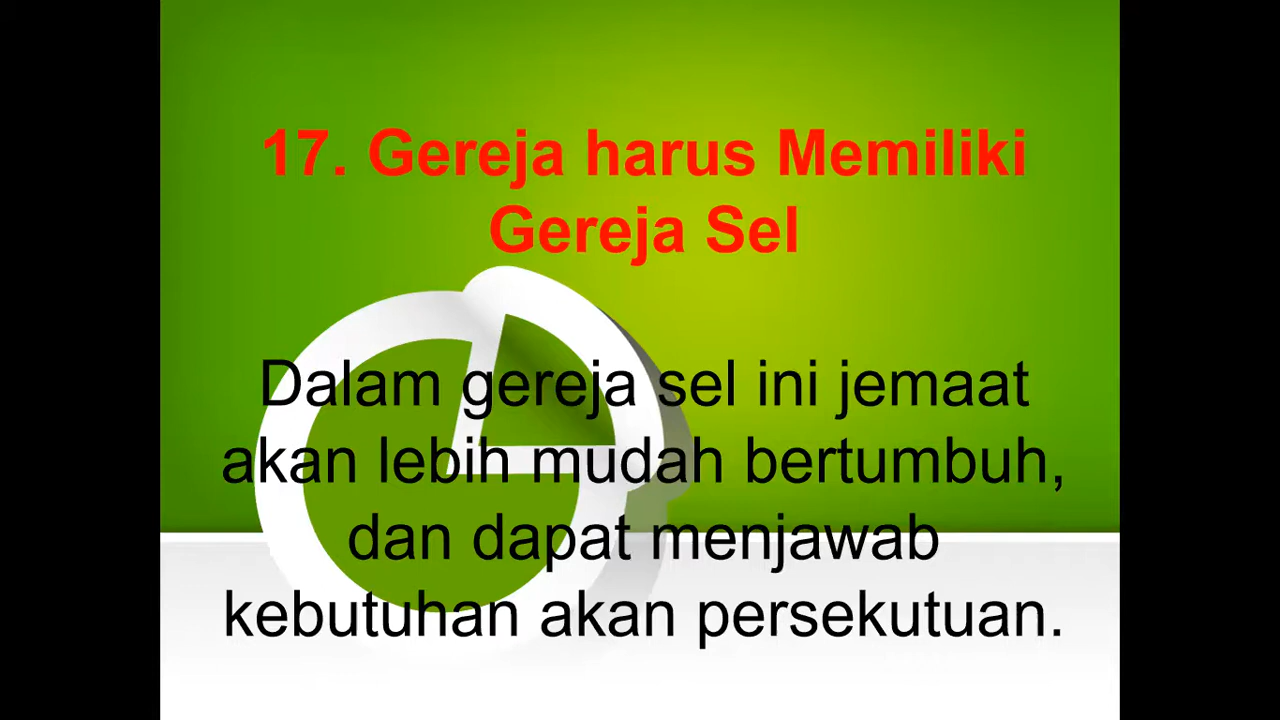 17. Gereja harus Memiliki
Gereja Sel
Dalam gereja sel ini jemaat
akan lebih mudah bertumbuh,
dan dapat menjawab
kebutuhan akan persekutuan.